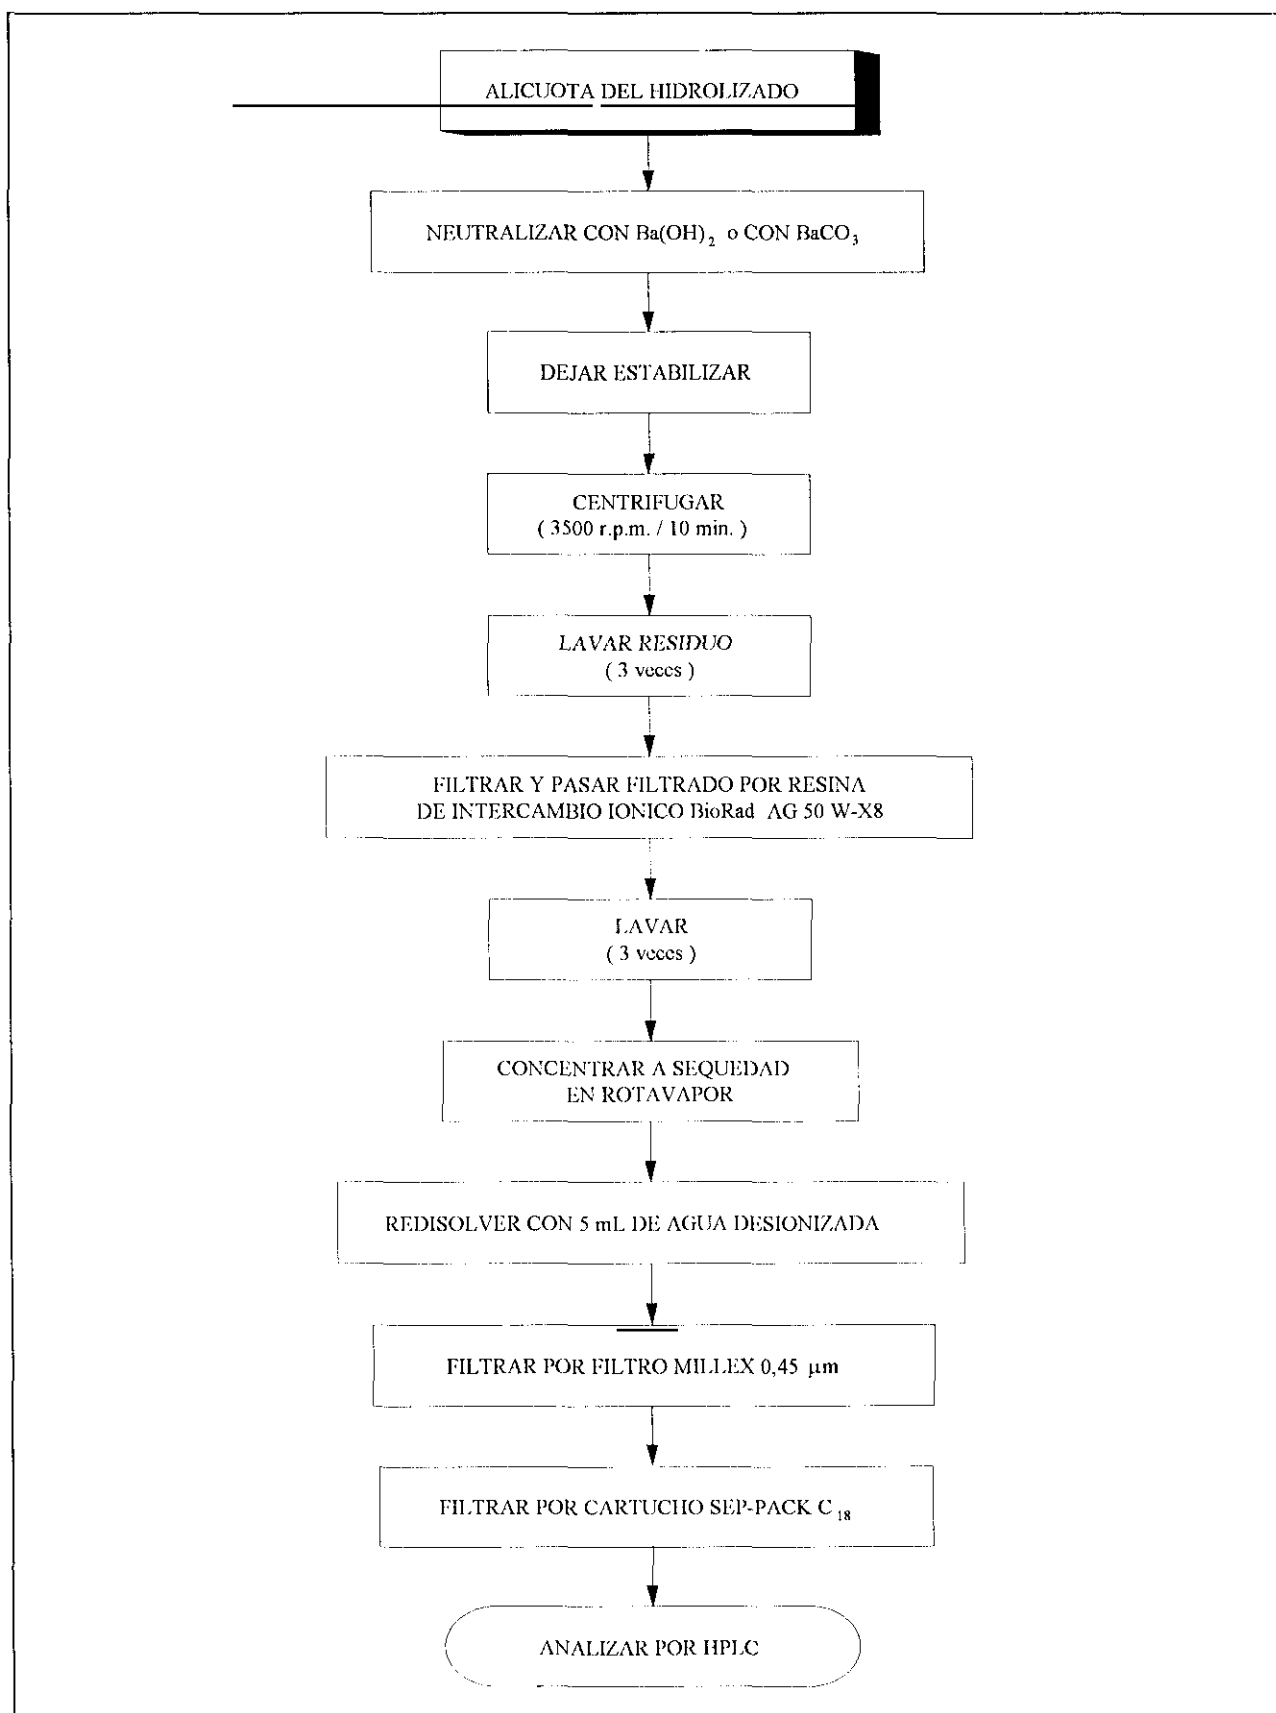 ALICUOTA DEL HIDROLIZADO
NEUTRALIZAR CON Ba(OH)₂ o CON BaCO₃
DEJAR ESTABILIZAR
CENTRIFUGAR
( 3500 r.p.m. / 10 min. )
LAVAR RESIDUO
( 3 veces )
FILTRAR Y PASAR FILTRADO POR RESINA
DE INTERCAMBIO IONICO BioRad AG 50 W-X8
LAVAR
( 3 veces )
CONCENTRAR A SEQUEDAD
EN ROTAVAPOR
REDISOLVER CON 5 mL DE AGUA DESIONIZADA
FILTRAR POR FILTRO MILLEX 0,45 µm
FILTRAR POR CARTUCHO SEP-PACK C₁₈
ANALIZAR POR HPLC